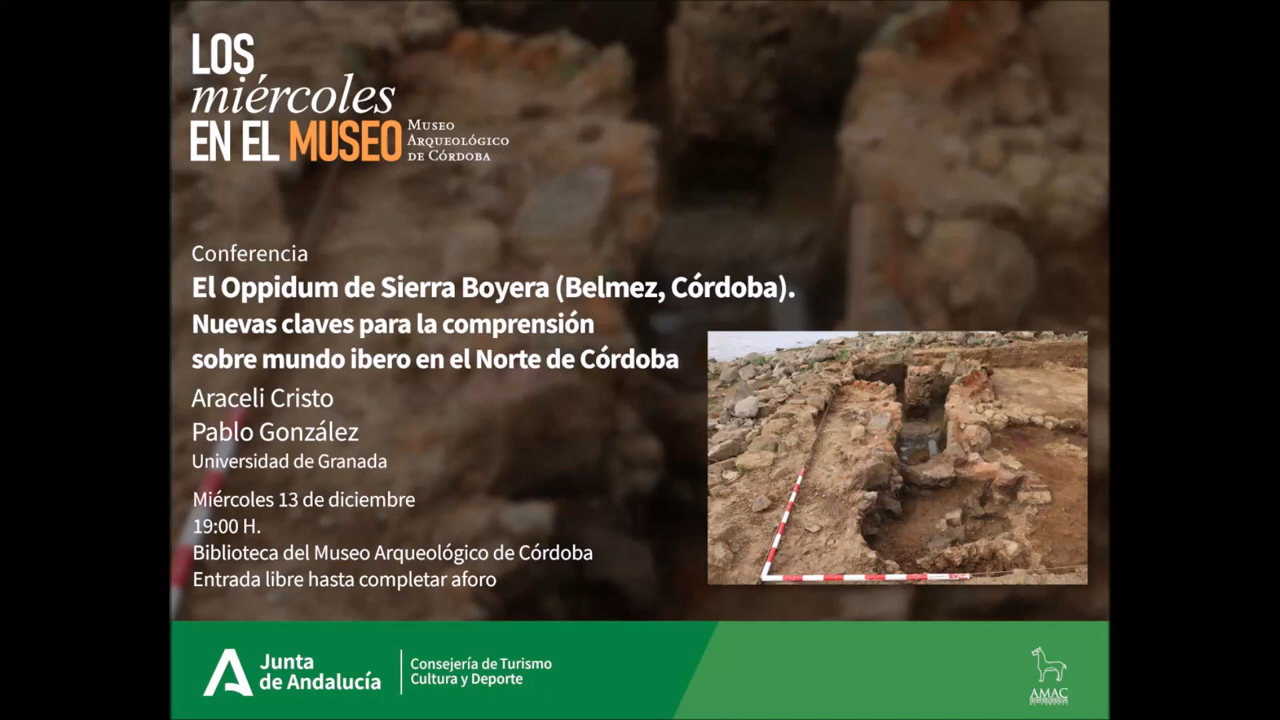 LOS
miércoles
EN EL MUSEO
MUSEO
ARQUEOLÓGICO
DE CÓRDOBA
Conferencia
El Oppidum de Sierra Boyera (Belmez, Córdoba).
Nuevas claves para la comprensión
sobre mundo ibero en el Norte de Córdoba
Araceli Cristo
Pablo González
Universidad de Granada
Miércoles 13 de diciembre
19:00 H.
Biblioteca del Museo Arqueológico de Córdoba
Entrada libre hasta completar aforo
Junta
de Andalucía
Consejería de Turismo
Cultura y Deporte
AMAC